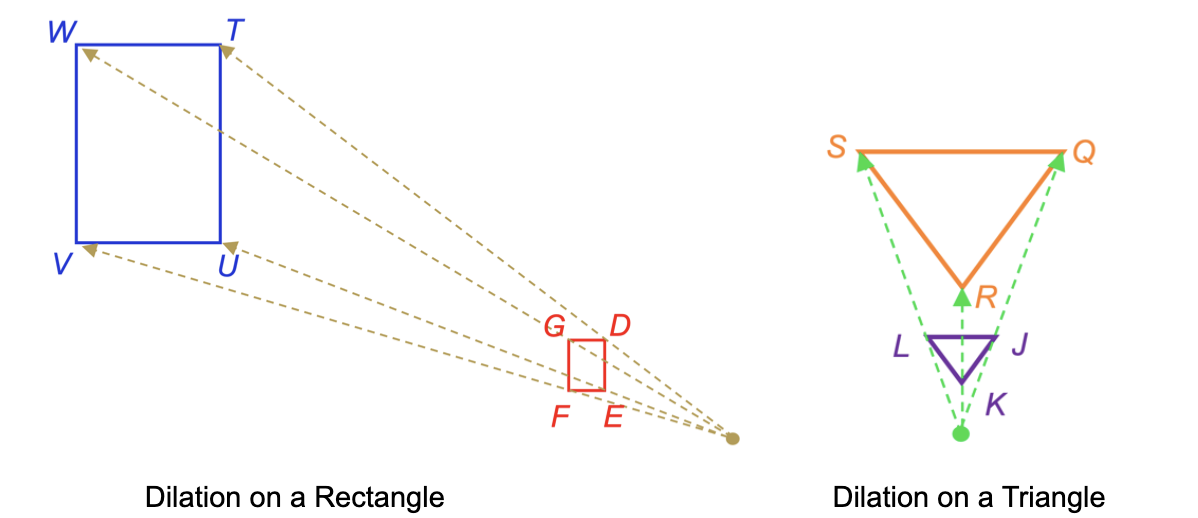 W
T
V
U
G
D
F
E
S
Q
R
L
J
K
Dilation on a Rectangle
Dilation on a Triangle